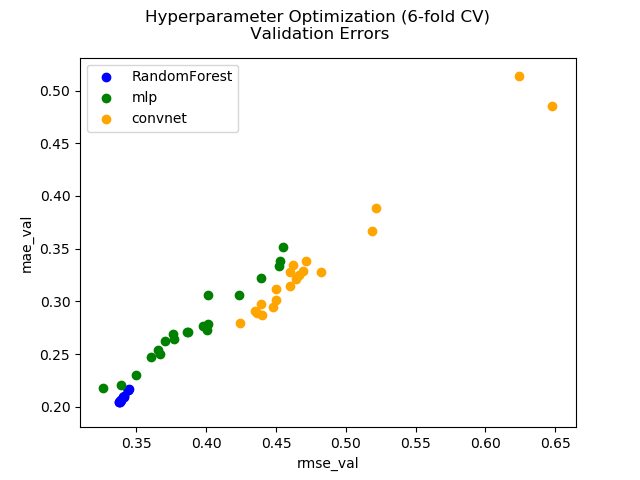 Hyperparameter Optimization (6-fold CV)
Validation Errors
RandomForest
mlp
convnet
mae_val
0.50
0.45
0.40
0.35
0.30
0.25
0.20
0.35
0.40
0.45
0.50
0.55
0.60
0.65
rmse_val